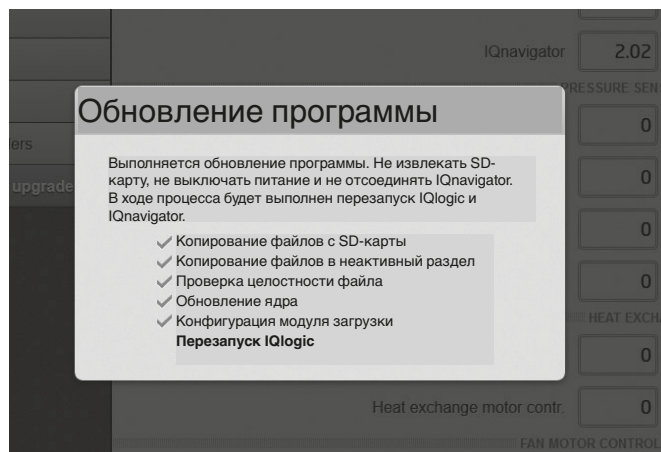 IQnavigator 2.02
PRESSURE SEN
Обновление программы
0
ders
Выполняется обновление программы. Не извлекать SD-
карту, не выключать питание и не отсоединять IQnavigator.
В ходе процесса будет выполнен перезапуск IQlogic и
IQnavigator.
upgrade
0
Копирование файлов с SD-карты
0
Копирование файлов в неактивный раздел
Проверка целостности файла
0
Обновление ядра
Конфигурация модуля загрузки
HEAT EXCH
Перезапуск IQlogic
0
Heat exchange motor contr. 0
FAN MOTOR CONTROL